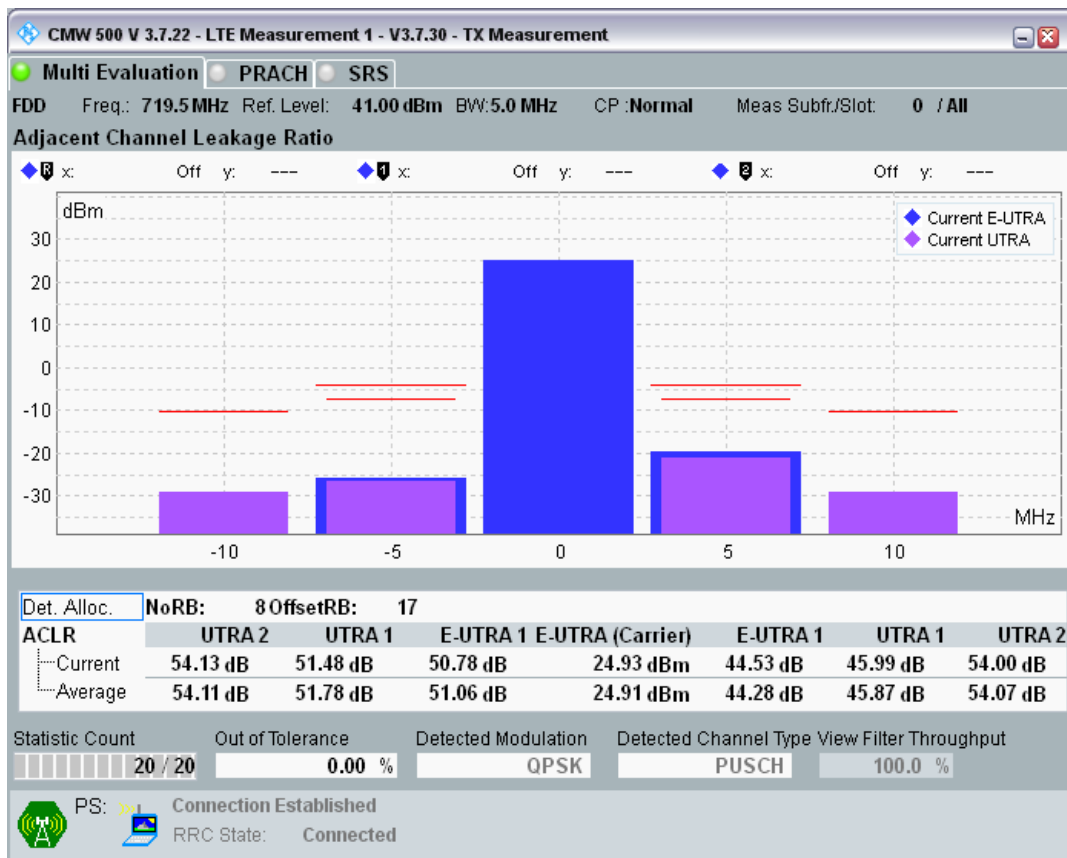 CMW 500 V 3.7.22 - LTE Measurement 1 - V3.7.30 - TX Measurement
Multi Evaluation PRACH SRS
FDD Freq.: 719.5 MHz Ref. Level: 41.00 dBm BW:5.0 MHz CP :Normal Meas Subfr./Slot: 0 / All
Adjacent Channel Leakage Ratio
R x: Off y: --- 1 x: Off y: --- 2 x: Off y: ---
dBm
Current E-UTRA
Current UTRA
30
20
10
0
-10
-20
-30
MHz
-10 -5 0 5 10
Det. Alloc. NoRB: 8 OffsetRB: 17
ACLR UTRA 2 UTRA 1 E-UTRA 1 E-UTRA (Carrier) E-UTRA 1 UTRA 1 UTRA 2
Current 54.13 dB 51.48 dB 50.78 dB 24.93 dBm 44.53 dB 45.99 dB 54.00 dB
Average 54.11 dB 51.78 dB 51.06 dB 24.91 dBm 44.28 dB 45.87 dB 54.07 dB
Statistic Count Out of Tolerance Detected Modulation Detected Channel Type View Filter Throughput
20 / 20 0.00 % QPSK PUSCH 100.0 %
PS: Connection Established
RRC State: Connected